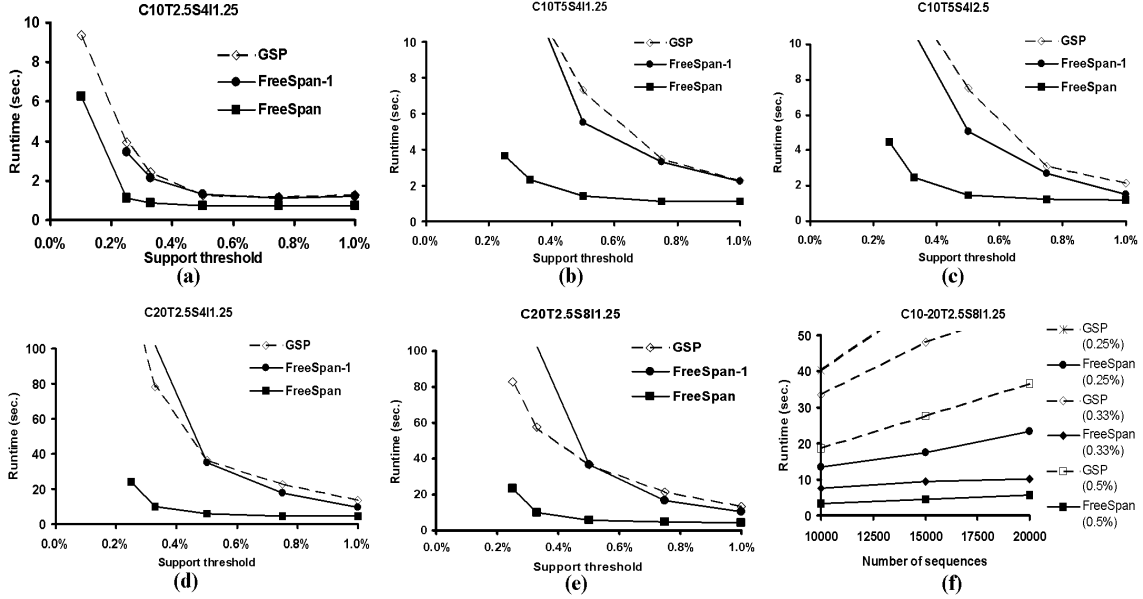 C10T2.5S4I1.25
10
8
6
4
2
0
Runtime (sec.)
GSP
FreeSpan-1
FreeSpan
0.0% 0.2% 0.4% 0.6% 0.8% 1.0%
Support threshold
(a)
C10T5S4I1.25
10
8
6
4
2
0
Runtime (sec.)
GSP
FreeSpan-1
FreeSpan
0.0% 0.2% 0.4% 0.6% 0.8% 1.0%
Support threshold
(b)
C10T5S4I2.5
10
8
6
4
2
0
Runtime (sec.)
GSP
FreeSpan-1
FreeSpan
0.0% 0.2% 0.4% 0.6% 0.8% 1.0%
Support threshold
(c)
C20T2.5S4I1.25
100
80
60
40
20
0
Runtime (sec.)
GSP
FreeSpan-1
FreeSpan
0.0% 0.2% 0.4% 0.6% 0.8% 1.0%
Support threshold
(d)
C20T2.5S8I1.25
100
80
60
40
20
0
Runtime (sec.)
GSP
FreeSpan-1
FreeSpan
0.0% 0.2% 0.4% 0.6% 0.8% 1.0%
Support threshold
(e)
C10-20T2.5S8I1.25
50
40
30
20
10
0
Runtime (sec.)
GSP
(0.25%)
FreeSpan
(0.25%)
GSP
(0.33%)
FreeSpan
(0.33%)
GSP
(0.5%)
FreeSpan
(0.5%)
10000 12500 15000 17500 20000
Number of sequences
(f)